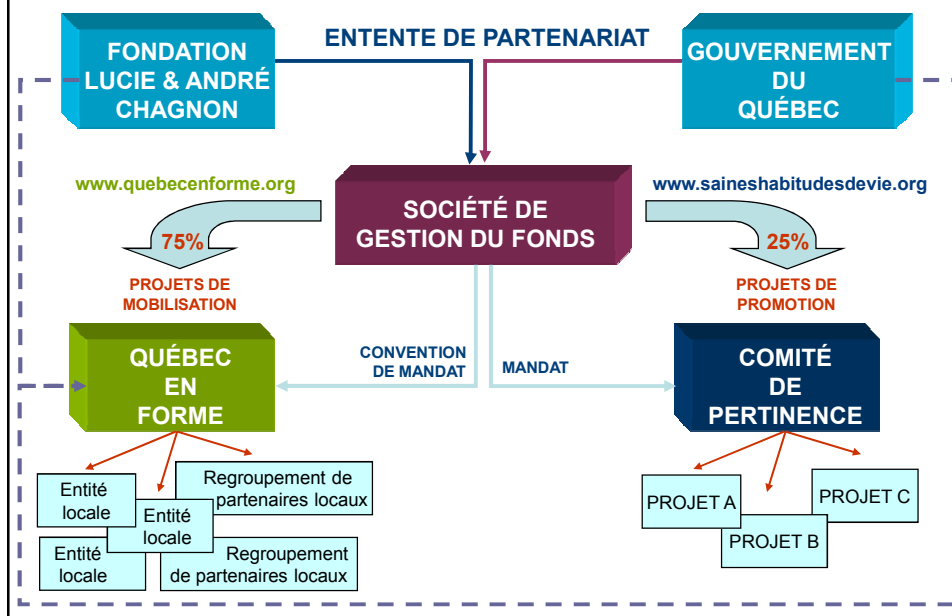 FONDATION
LUCIE & ANDRÉ
CHAGNON
ENTENTE DE PARTENARIAT
GOUVERNEMENT
DU
QUÉBEC
www.quebecenforme.org
www.saineshabitudesdevie.org
SOCIÉTÉ DE
GESTION DU FONDS
75%
25%
PROJETS DE
MOBILISATION
PROJETS DE
PROMOTION
QUÉBEC
EN
FORME
CONVENTION
DE MANDAT
MANDAT
COMITÉ
DE
PERTINENCE
Entité
locale
Entité
locale
Regroupement de
partenaires locaux
Entité
locale
Regroupement
de partenaires locaux
PROJET A
PROJET B
PROJET C